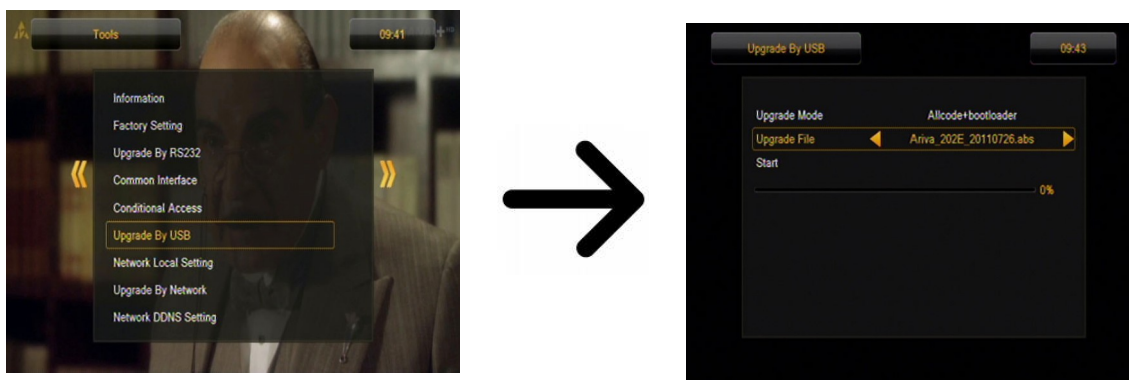 Tools
09:41
Information
Factory Setting
Upgrade By RS232
Common Interface
Conditional Access
Upgrade By USB
Network Local Setting
Upgrade By Network
Network DDNS Setting
Upgrade By USB
09:43
Upgrade Mode Allcode+bootloader
Upgrade File Ariva_202E_20110726.abs
Start
0%